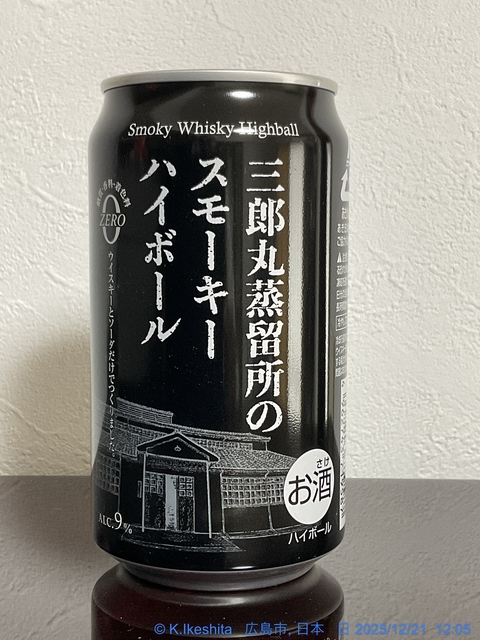 Smoky Whisky Highball
三郎丸蒸留所の
スモーキー
ハイボール
ZERO
ウイスキーとソーダだけでつくりました。
ALC.9%
さけ
お酒
ハイボール
© K.Ikeshita 広島市, 日本 日 2025/12/21 13:05